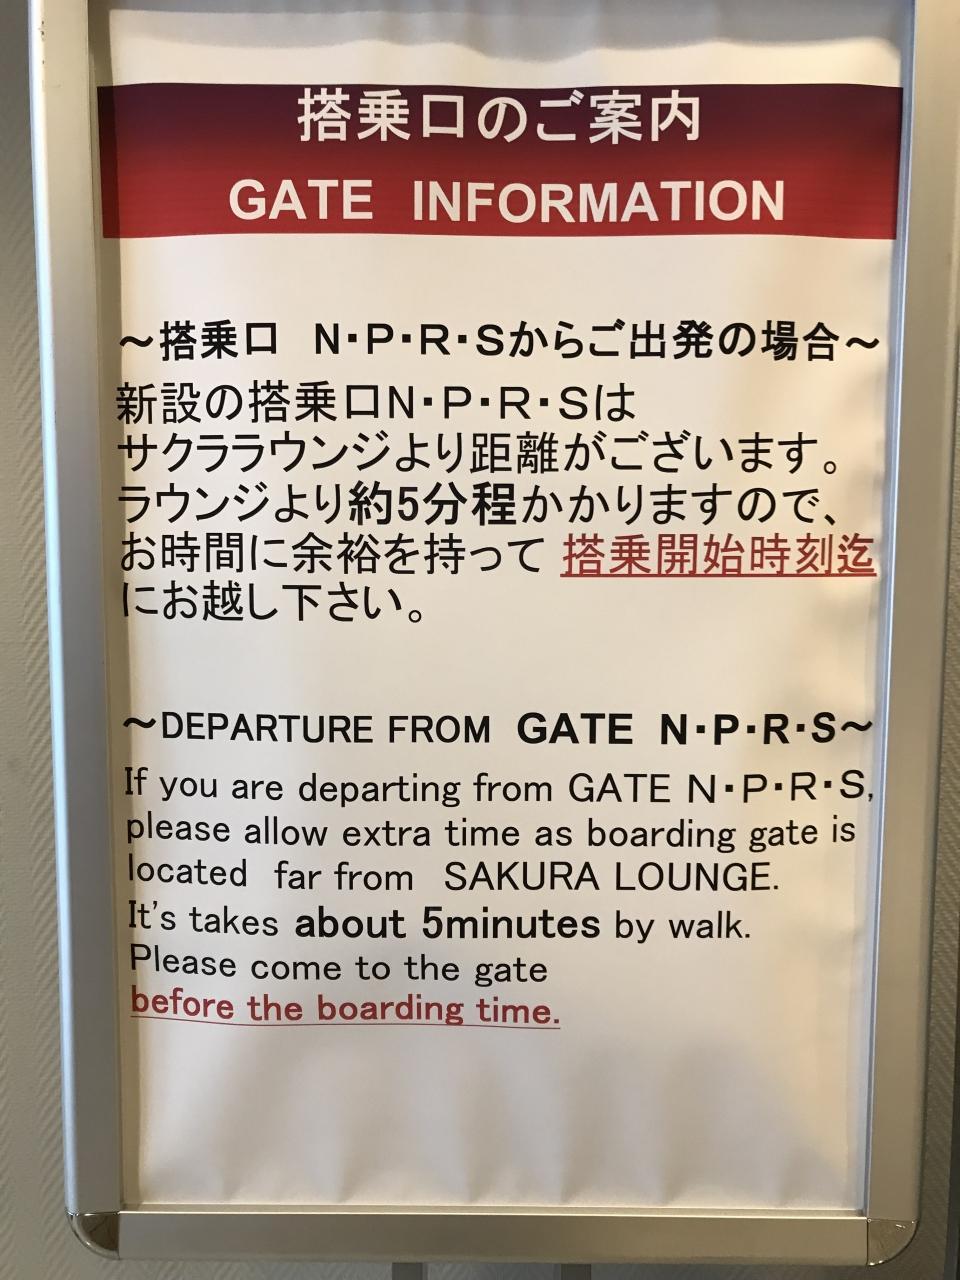 搭乗口のご案内
GATE INFORMATION
～搭乗口　N・P・R・Sからご出発の場合～
新設の搭乗口N・P・R・Sは
サクララウンジより距離がございます。
ラウンジより約5分程かかりますので、
お時間に余裕を持って 搭乗開始時刻迄
にお越し下さい。
～DEPARTURE FROM GATE N・P・R・S～
If you are departing from GATE N・P・R・S,
please allow extra time as boarding gate is
located far from SAKURA LOUNGE.
It's takes about 5minutes by walk.
Please come to the gate
before the boarding time.